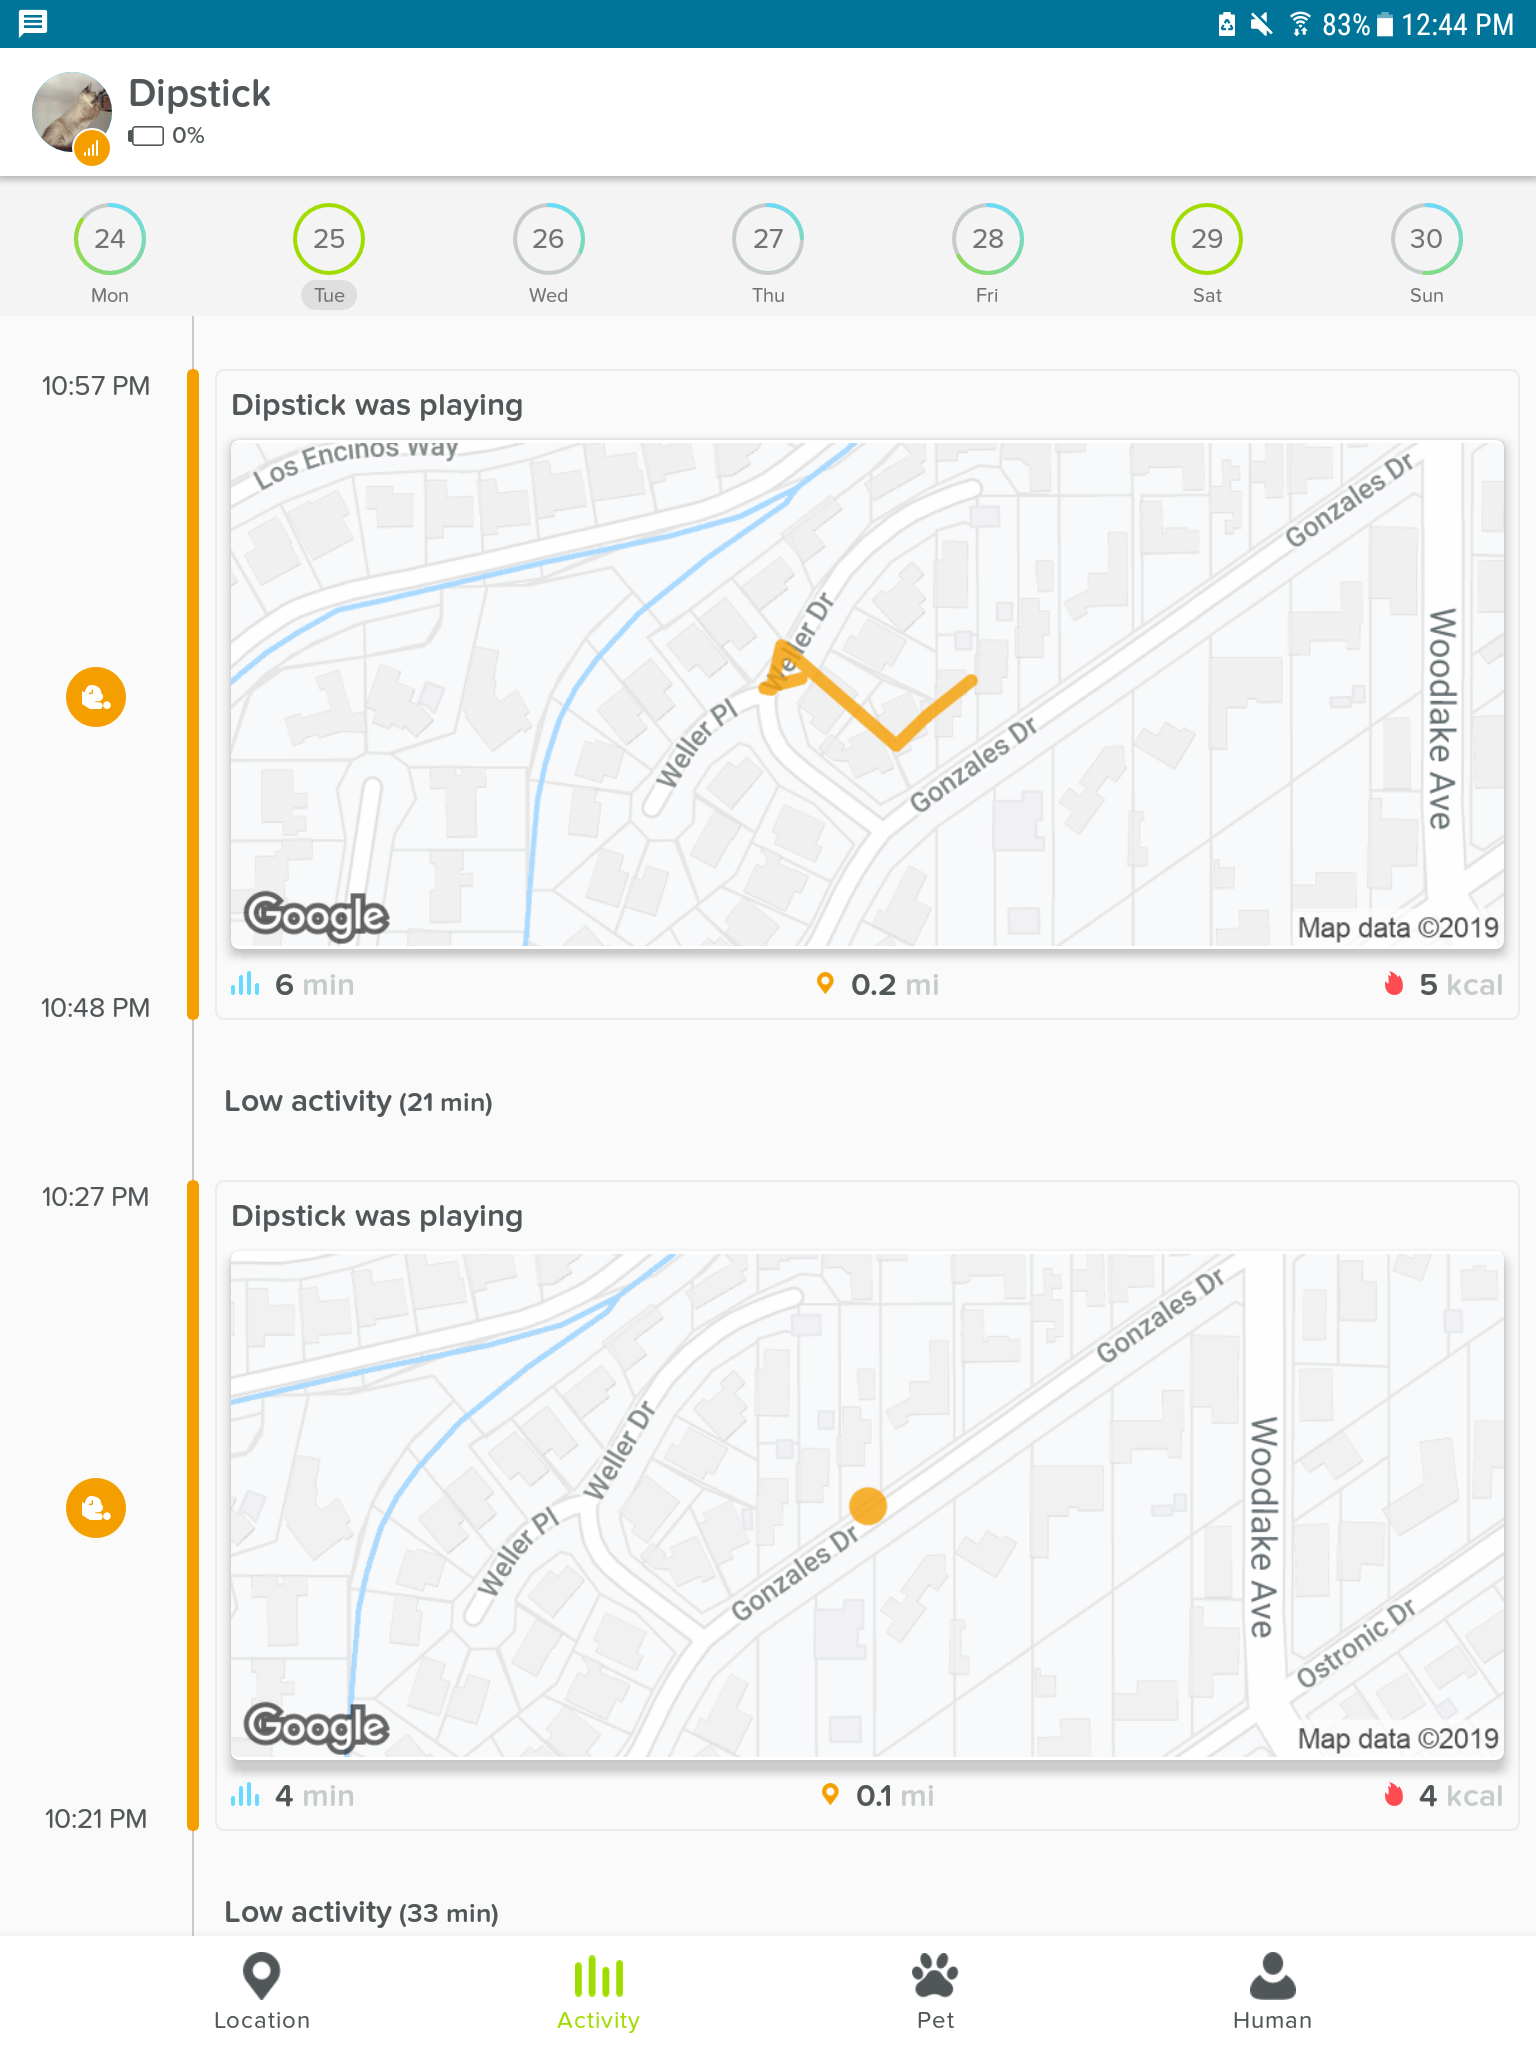 83% 12:44 PM
Dipstick
0%
24 25 26 27 28 29 30
Mon Tue Wed Thu Fri Sat Sun
10:57 PM
Dipstick was playing
Los Encinos Way
Gonzales Dr
Weller Dr
Woodlake Ave
Weller Pl
Gonzales Dr
Google
Map data ©2019
6 min 0.2 mi 5 kcal
10:48 PM
Low activity (21 min)
10:27 PM
Dipstick was playing
Gonzales Dr
Weller Dr
Woodlake Ave
Weller Pl
Gonzales Dr
Ostronic Dr
Google
Map data ©2019
4 min 0.1 mi 4 kcal
10:21 PM
Low activity (33 min)
Location Activity Pet Human